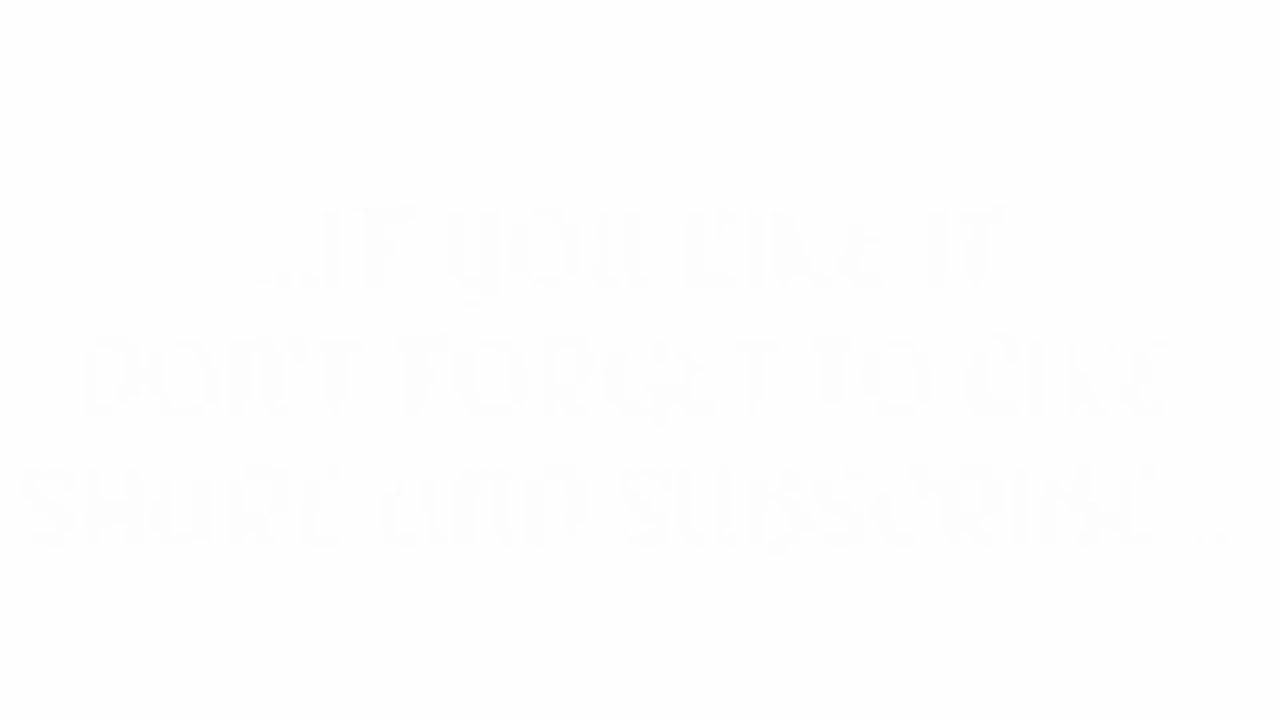 ...IF YOU LIKE IT
DON'T FORGET TO LIKE
SHARE AND SUBSCRIBE...